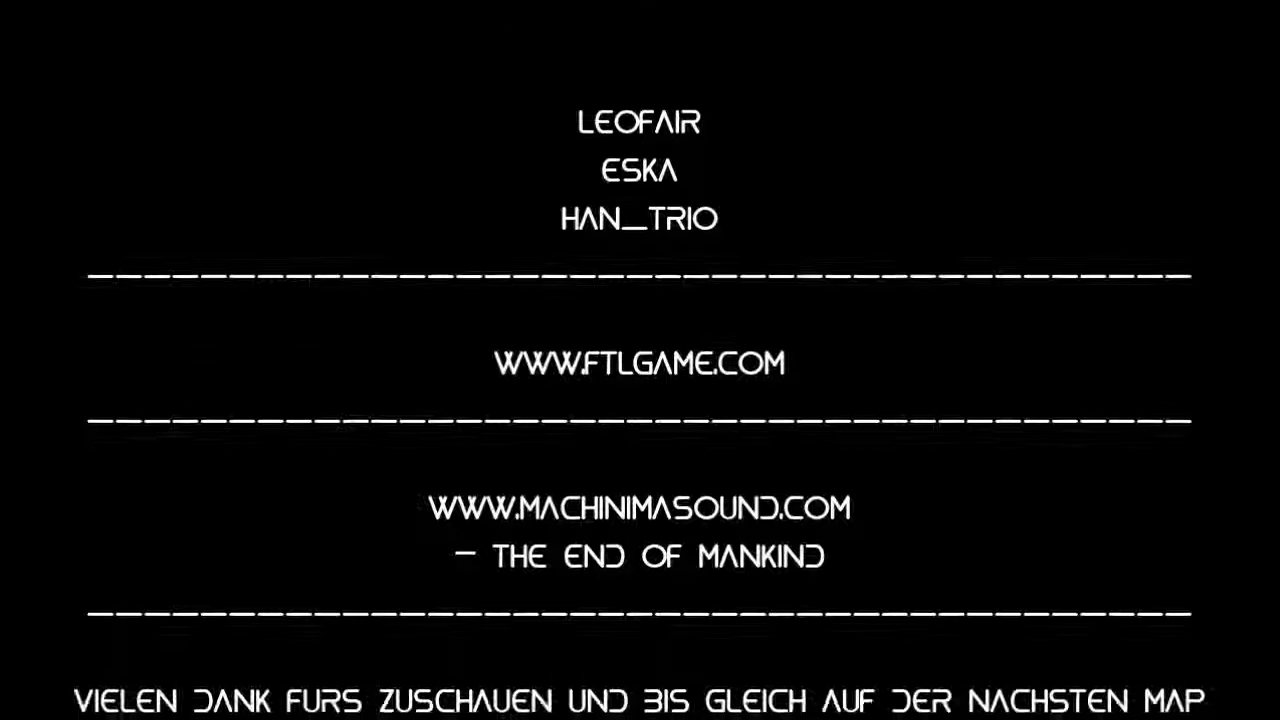 LEOFAIR
ESKA
HAN_TRIO
---------------------------------------
WWW.FTLGAME.COM
---------------------------------------
WWW.MACHINIMASOUND.COM
- THE END OF MANKIND
---------------------------------------
VIELEN DANK FURS ZUSCHAUEN UND BIS GLEICH AUF DER NACHSTEN MAP